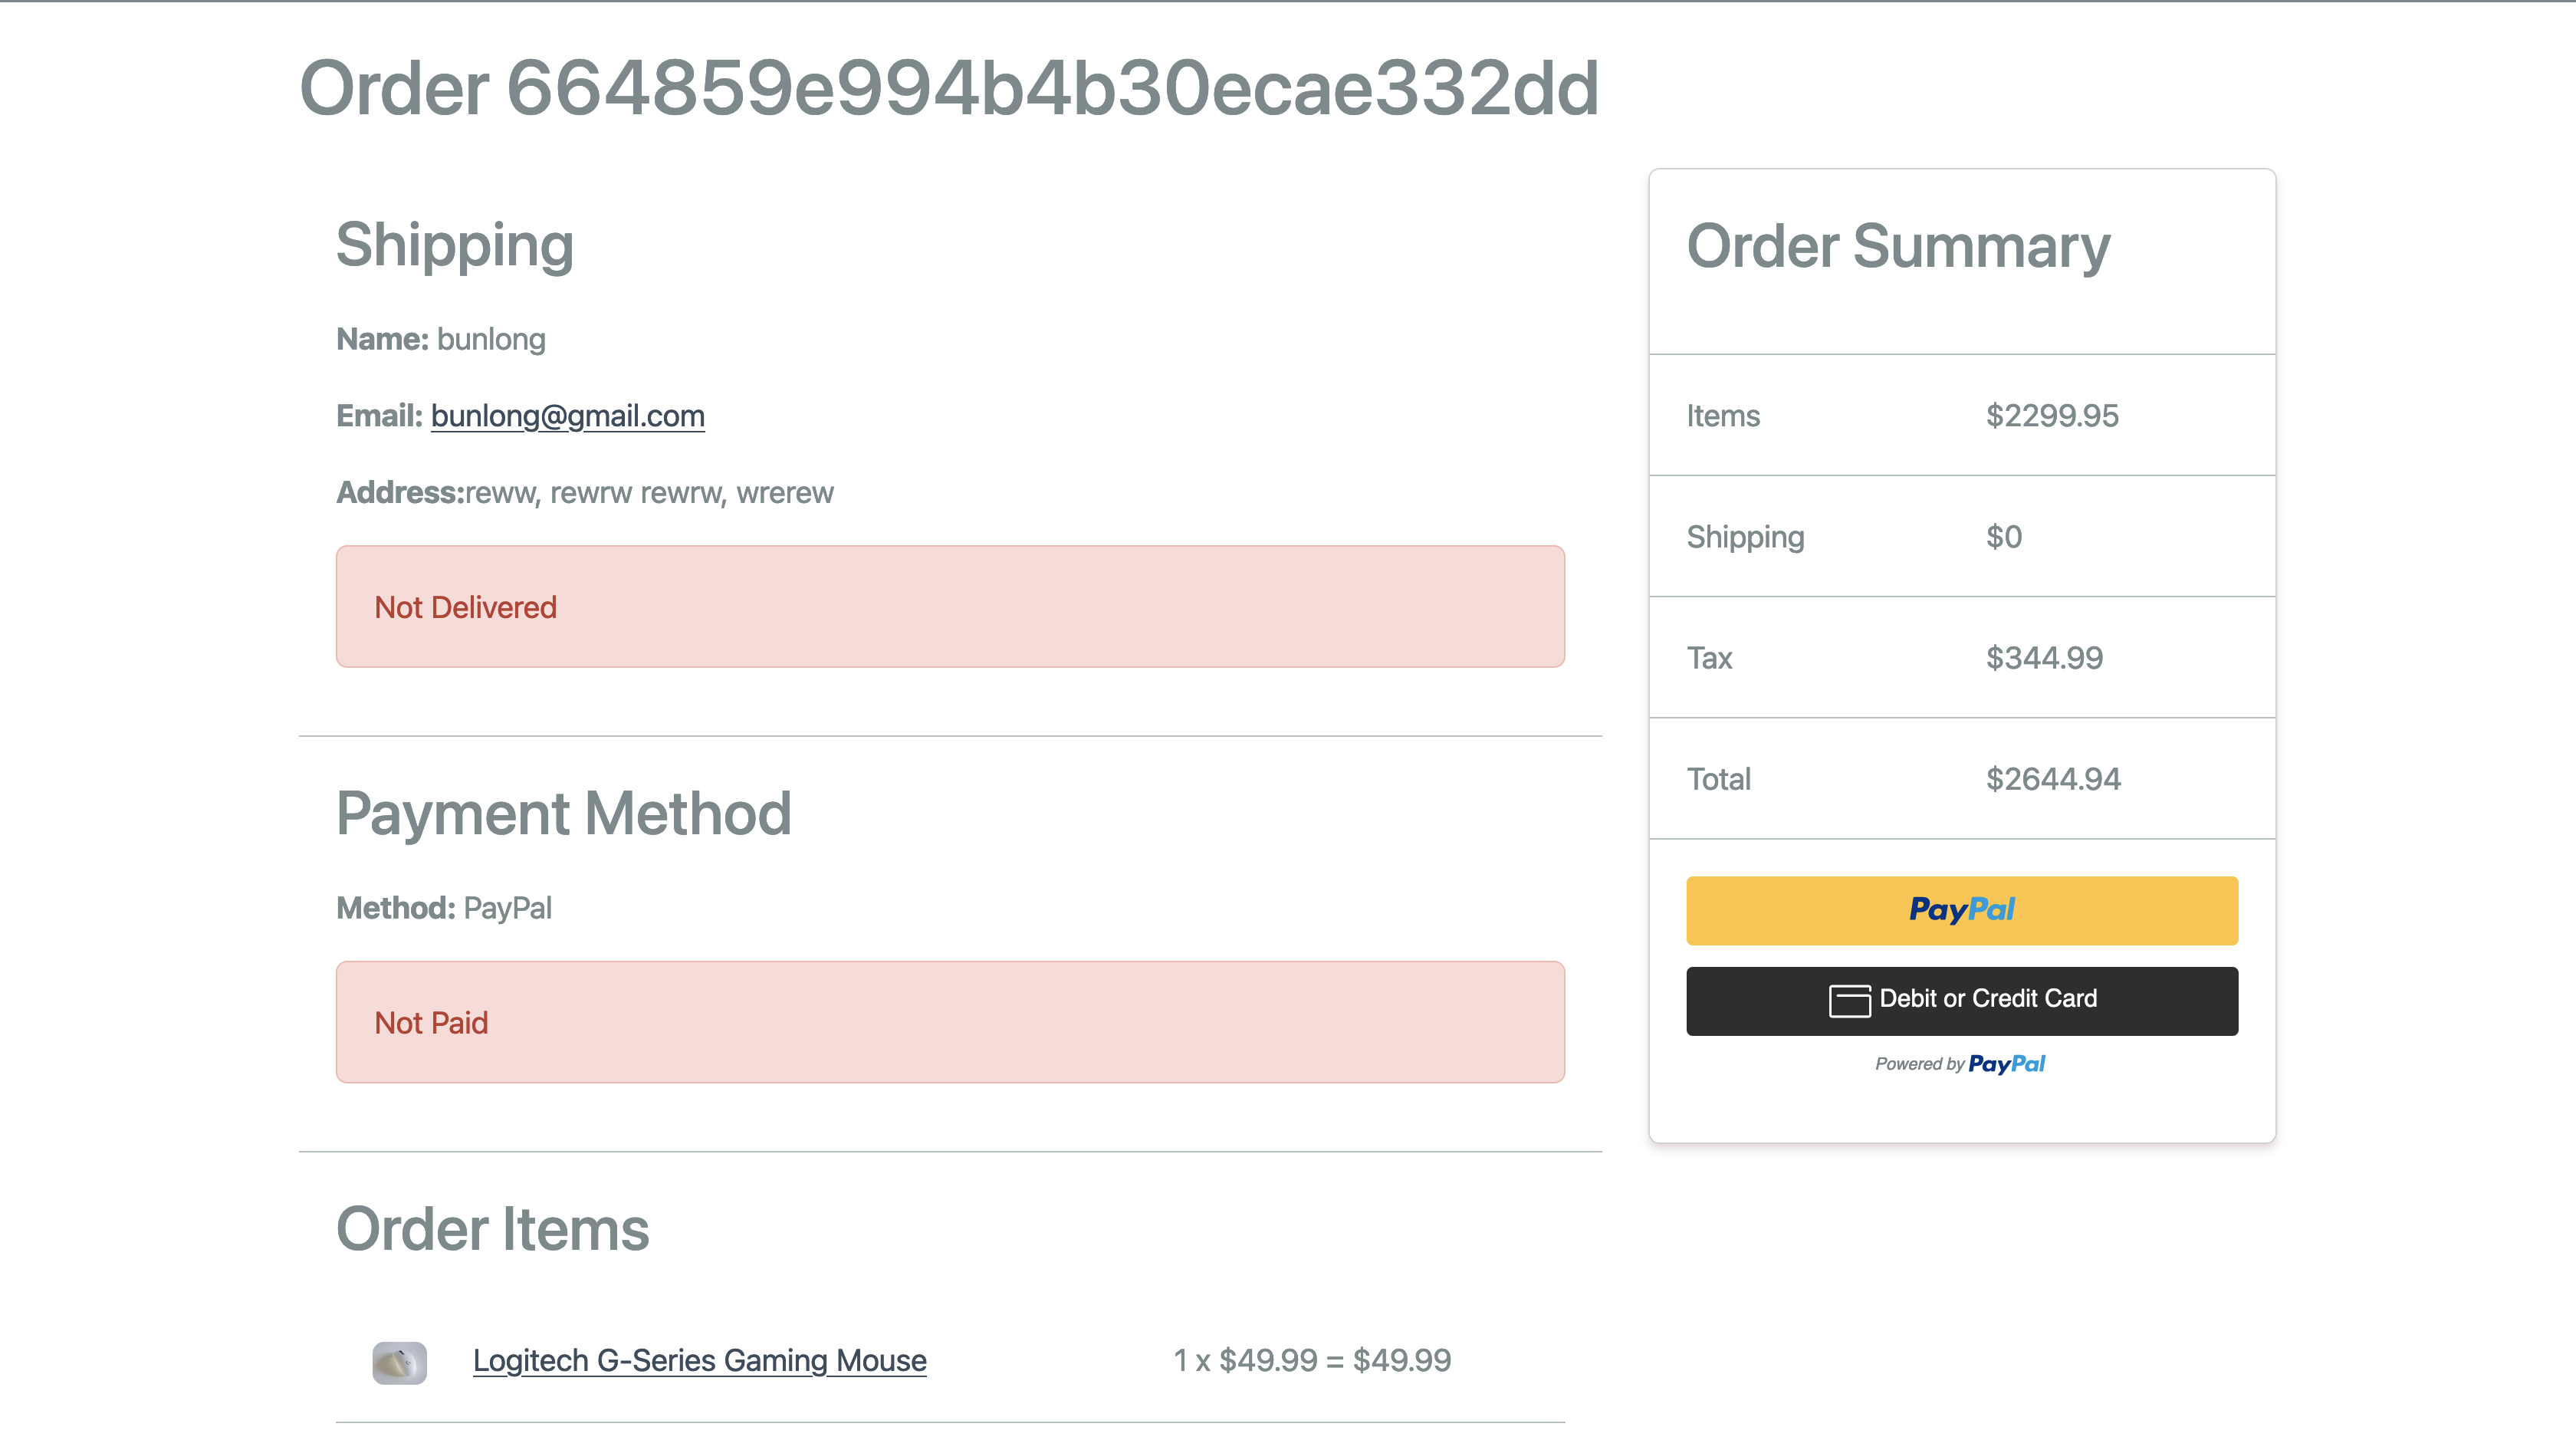 Order 664859e994b4b30ecae332dd
Shipping
Name: bunlong
Email: bunlong@gmail.com
Address:reww, rewrw rewrw, wrerew
Not Delivered
Payment Method
Method: PayPal
Not Paid
Order Items
Logitech G-Series Gaming Mouse 1 x $49.99 = $49.99
Order Summary
Items $2299.95
Shipping $0
Tax $344.99
Total $2644.94
PayPal
Debit or Credit Card
Powered by PayPal